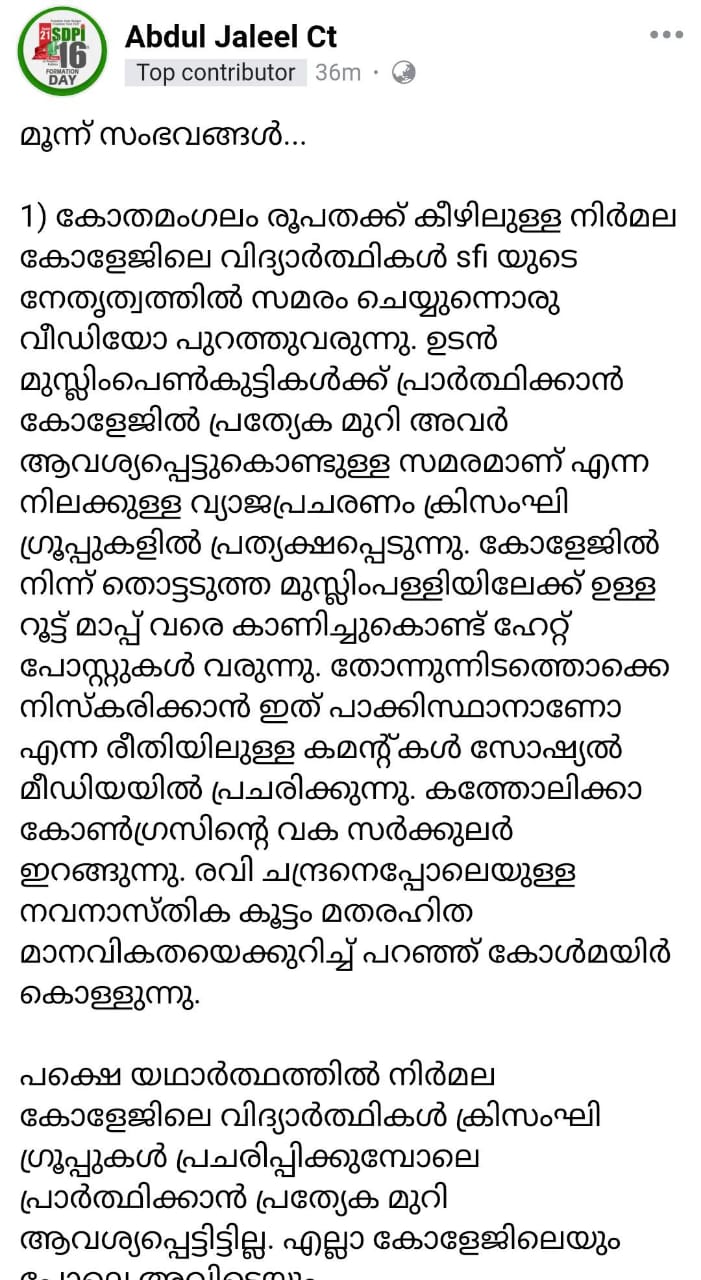 21 SDPI
16
FORMATION
DAY
Abdul Jaleel Ct
Top contributor 36m ·
മൂന്ന് സംഭവങ്ങൾ...
1) കോതമംഗലം രൂപതക്ക് കീഴിലുള്ള നിർമല
കോളേജിലെ വിദ്യാർത്ഥികൾ sfi യുടെ
നേതൃത്വത്തിൽ സമരം ചെയ്യുന്നൊരു
വീഡിയോ പുറത്തുവരുന്നു. ഉടൻ
മുസ്ലിംപെൺകുട്ടികൾക്ക് പ്രാർത്ഥിക്കാൻ
കോളേജിൽ പ്രത്യേക മുറി അവർ
ആവശ്യപ്പെട്ടുകൊണ്ടുള്ള സമരമാണ് എന്ന
നിലക്കുള്ള വ്യാജപ്രചരണം ക്രിസംഘി
ഗ്രൂപ്പുകളിൽ പ്രത്യക്ഷപ്പെടുന്നു. കോളേജിൽ
നിന്ന് തൊട്ടടുത്ത മുസ്ലിംപള്ളിയിലേക്ക് ഉള്ള
റൂട്ട് മാപ്പ് വരെ കാണിച്ചുകൊണ്ട് ഹേറ്റ്
പോസ്റ്റുകൾ വരുന്നു. തോന്നുന്നിടത്തൊക്കെ
നിസ്കരിക്കാൻ ഇത് പാക്കിസ്ഥാനാണോ
എന്ന രീതിയിലുള്ള കമന്റ്കൾ സോഷ്യൽ
മീഡിയയിൽ പ്രചരിക്കുന്നു. കത്തോലിക്കാ
കോൺഗ്രസിന്റെ വക സർക്കുലർ
ഇറങ്ങുന്നു. രവി ചന്ദ്രനെപ്പോലെയുള്ള
നവനാസ്തിക കൂട്ടം മതരഹിത
മാനവികതയെക്കുറിച്ച് പറഞ്ഞ് കോൾമയിർ
കൊള്ളുന്നു.
പക്ഷെ യഥാർത്ഥത്തിൽ നിർമല
കോളേജിലെ വിദ്യാർത്ഥികൾ ക്രിസംഘി
ഗ്രൂപ്പുകൾ പ്രചരിപ്പിക്കുമ്പോലെ
പ്രാർത്ഥിക്കാൻ പ്രത്യേക മുറി
ആവശ്യപ്പെട്ടിട്ടില്ല. എല്ലാ കോളേജിലെയും